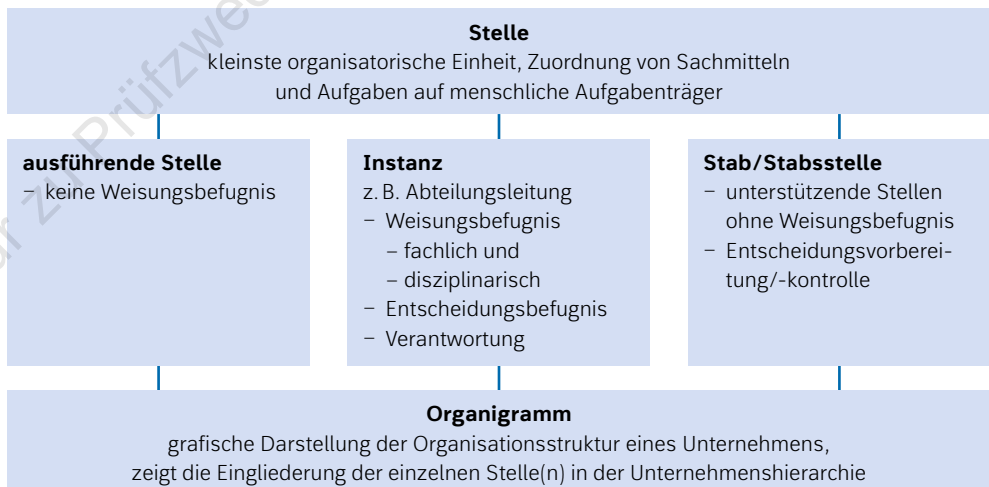 Stelle
kleinste organisatorische Einheit, Zuordnung von Sachmitteln
und Aufgaben auf menschliche Aufgabenträger
ausführende Stelle
– keine Weisungsbefugnis
Instanz
z. B. Abteilungsleitung
– Weisungsbefugnis
– fachlich und
– disziplinarisch
– Entscheidungsbefugnis
– Verantwortung
Stab/Stabsstelle
– unterstützende Stellen
ohne Weisungsbefugnis
– Entscheidungsvorberei-
tung/-kontrolle
Organigramm
grafische Darstellung der Organisationsstruktur eines Unternehmens,
zeigt die Eingliederung der einzelnen Stelle(n) in der Unternehmenshierarchie
zu Prüfzwec